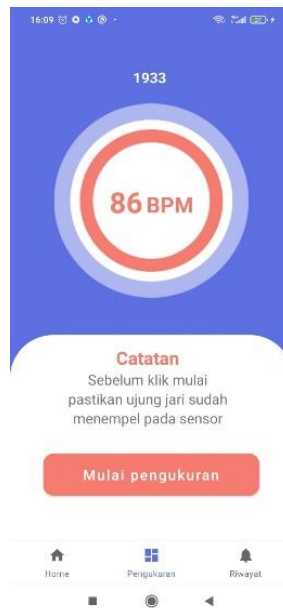 16:09
1933
86 BPM
Catatan
Sebelum klik mulai
pastikan ujung jari sudah
menempel pada sensor
Mulai pengukuran
Home Pengukuran Riwayat